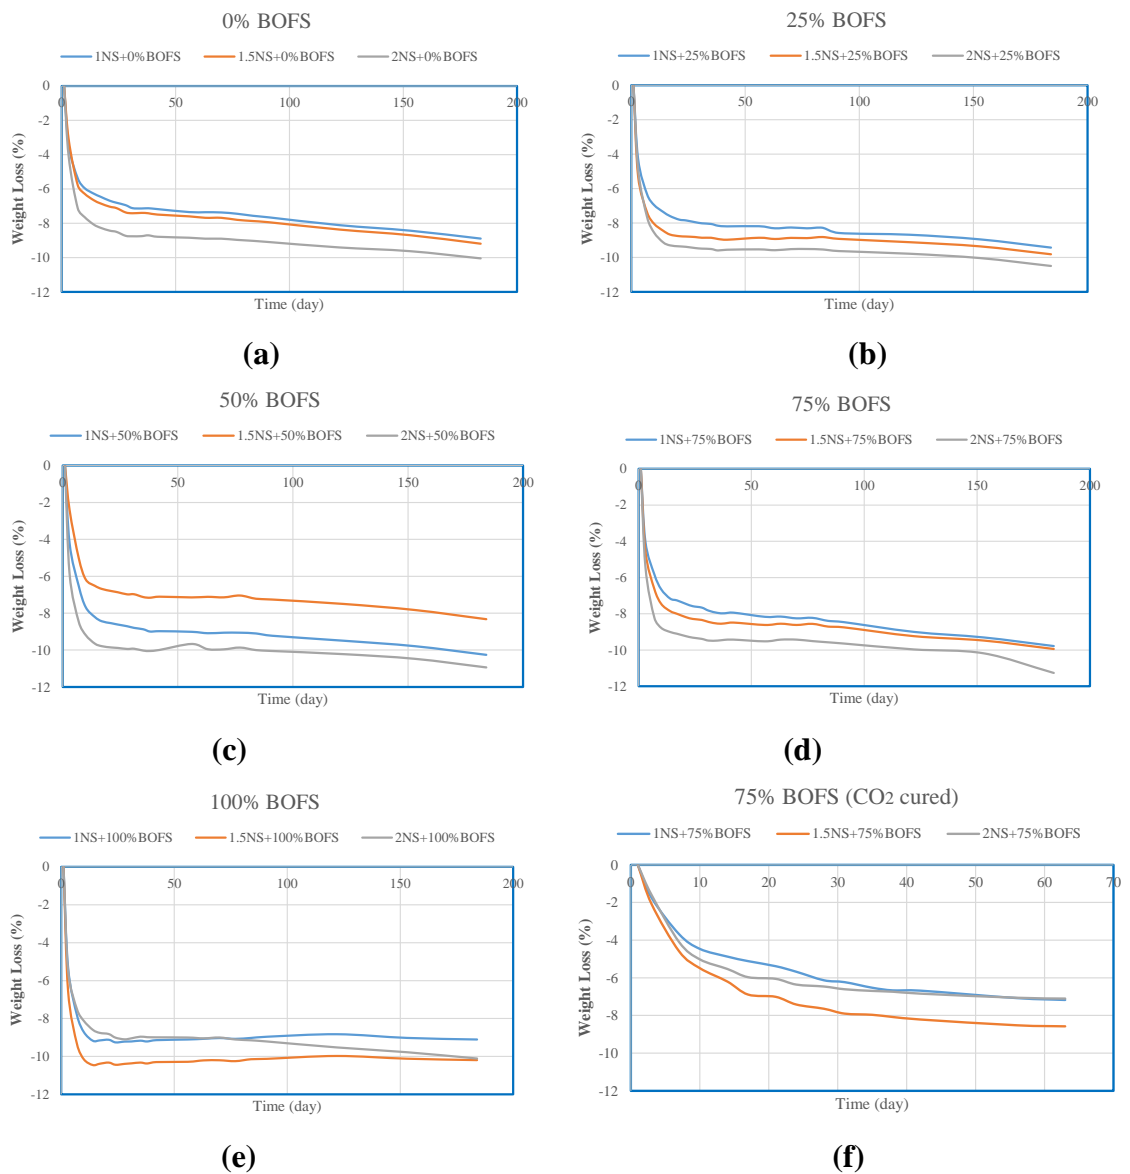 0% BOFS
1NS+0%BOFS 1.5NS+0%BOFS 2NS+0%BOFS
0
0 50 100 150 200
-2
-4
-6
-8
-10
-12
Weight Loss (%)
Time (day)
(a)
25% BOFS
1NS+25%BOFS 1.5NS+25%BOFS 2NS+25%BOFS
0
0 50 100 150 200
-2
-4
-6
-8
-10
-12
Weight Loss (%)
Time (day)
(b)
50% BOFS
1NS+50%BOFS 1.5NS+50%BOFS 2NS+50%BOFS
0
0 50 100 150 200
-2
-4
-6
-8
-10
-12
Weight Loss (%)
Time (day)
(c)
75% BOFS
1NS+75%BOFS 1.5NS+75%BOFS 2NS+75%BOFS
0
0 50 100 150 200
-2
-4
-6
-8
-10
-12
Weight Loss (%)
Time (day)
(d)
100% BOFS
1NS+100%BOFS 1.5NS+100%BOFS 2NS+100%BOFS
0
0 50 100 150 200
-2
-4
-6
-8
-10
-12
Weight Loss (%)
Time (day)
(e)
75% BOFS (CO2 cured)
1NS+75%BOFS 1.5NS+75%BOFS 2NS+75%BOFS
0
0 10 20 30 40 50 60 70
-2
-4
-6
-8
-10
-12
Weight Loss (%)
Time (day)
(f)